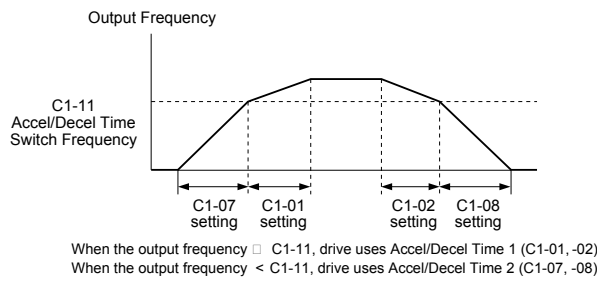 Output Frequency
C1-11
Accel/Decel Time
Switch Frequency
C1-07
setting
C1-01
setting
C1-02
setting
C1-08
setting
When the output frequency □ C1-11, drive uses Accel/Decel Time 1 (C1-01, -02)
When the output frequency < C1-11, drive uses Accel/Decel Time 2 (C1-07, -08)